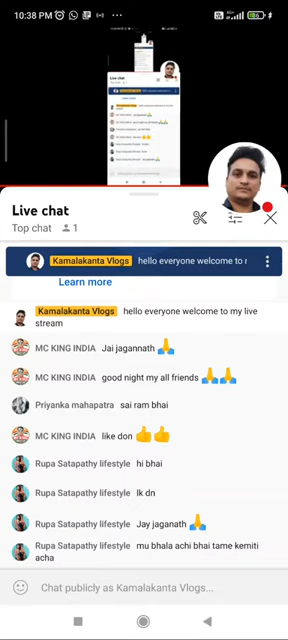 10:38 PM
Live chat
Top chat 1
Kamalakanta Vlogs hello everyone welcome to r
Learn more
Kamalakanta Vlogs hello everyone welcome to my live
stream
MC KING INDIA Jai jagannath 🙏
MC KING INDIA good night my all friends 🙏🙏
Priyanka mahapatra sai ram bhai
MC KING INDIA like don 👍👍
Rupa Satapathy lifestyle hi bhai
Rupa Satapathy lifestyle lk dn
Rupa Satapathy lifestyle Jay jaganath 🙏
Rupa Satapathy lifestyle mu bhala achi bhai tame kemiti
acha
Chat publicly as Kamalakanta Vlogs...